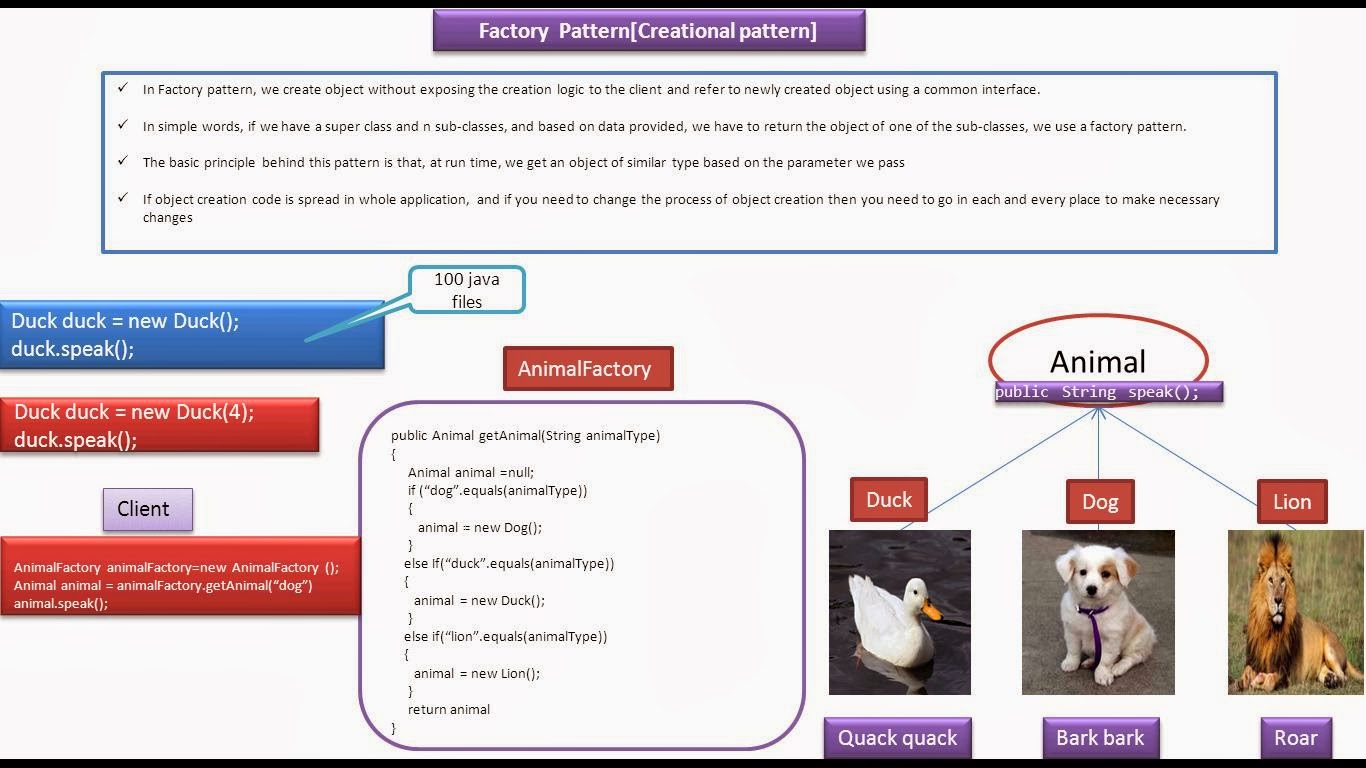 Factory Pattern[Creational pattern]
✓ In Factory pattern, we create object without exposing the creation logic to the client and refer to newly created object using a common interface.
✓ In simple words, if we have a super class and n sub-classes, and based on data provided, we have to return the object of one of the sub-classes, we use a factory pattern.
✓ The basic principle behind this pattern is that, at run time, we get an object of similar type based on the parameter we pass
✓ If object creation code is spread in whole application, and if you need to change the process of object creation then you need to go in each and every place to make necessary
changes
100 java
files
Duck duck = new Duck();
duck.speak();
Duck duck = new Duck(4);
duck.speak();
Client
AnimalFactory animalFactory=new AnimalFactory ();
Animal animal = animalFactory.getAnimal(“dog”)
animal.speak();
AnimalFactory
public Animal getAnimal(String animalType)
{
Animal animal =null;
if (“dog”.equals(animalType))
{
animal = new Dog();
}
else if(“duck”.equals(animalType))
{
animal = new Duck();
}
else if(“lion”.equals(animalType))
{
animal = new Lion();
}
return animal
}
Animal
public String speak();
Duck
Dog
Lion
Quack quack
Bark bark
Roar